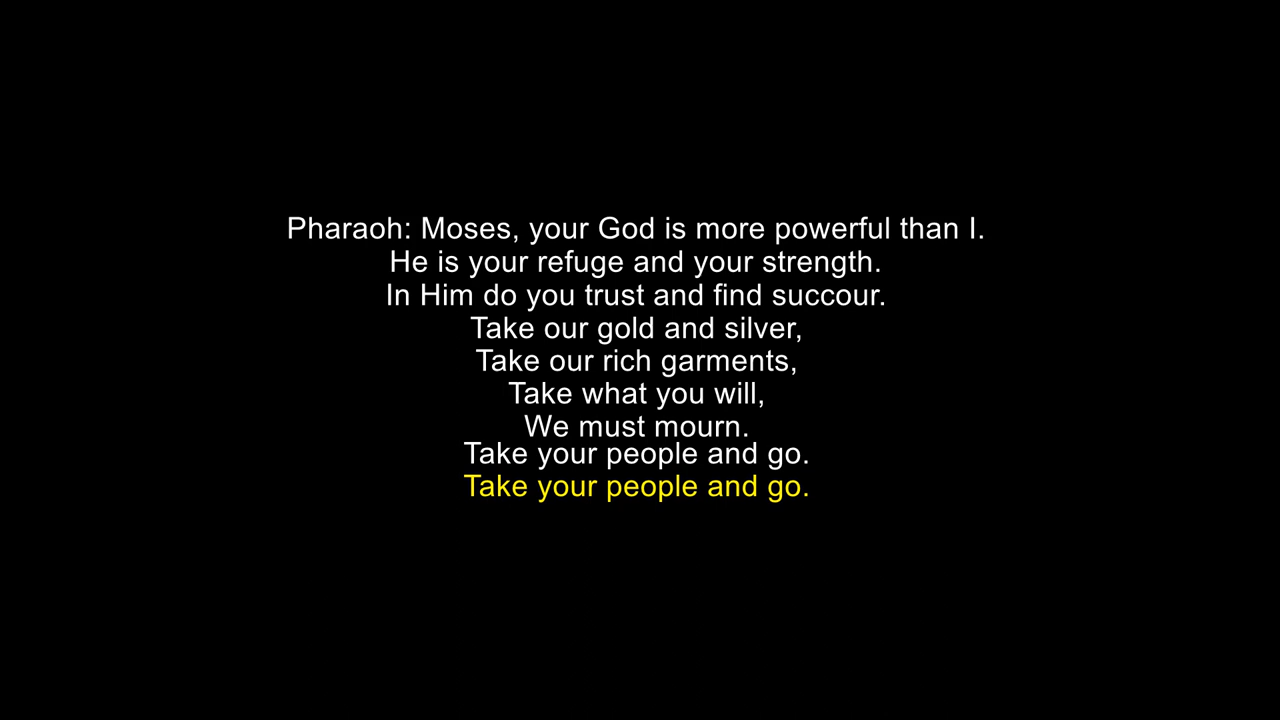 Pharaoh: Moses, your God is more powerful than I.
He is your refuge and your strength.
In Him do you trust and find succour.
Take our gold and silver,
Take our rich garments,
Take what you will,
We must mourn.
Take your people and go.
Take your people and go.